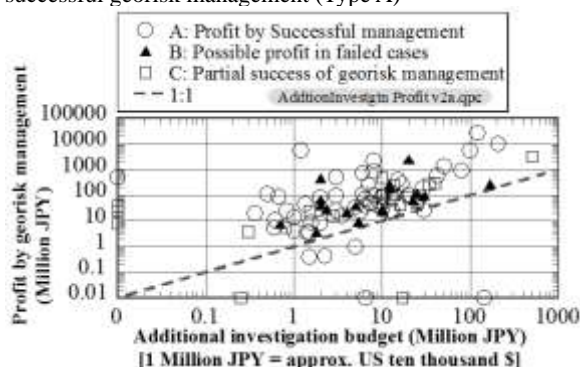 successful georisk management (Type A)
A: Profit by Successful management
B: Possible profit in failed cases
C: Partial success of georisk management
1:1 AddtionInvestgtn Profit v2a.qpc
100000
10000
1000
100
10
1
0.1
0.01
Profit by georisk management
(Million JPY)
0 0.1 1 10 100 1000
Additional investigation budget (Million JPY)
[1 Million JPY = approx. US ten thousand $]